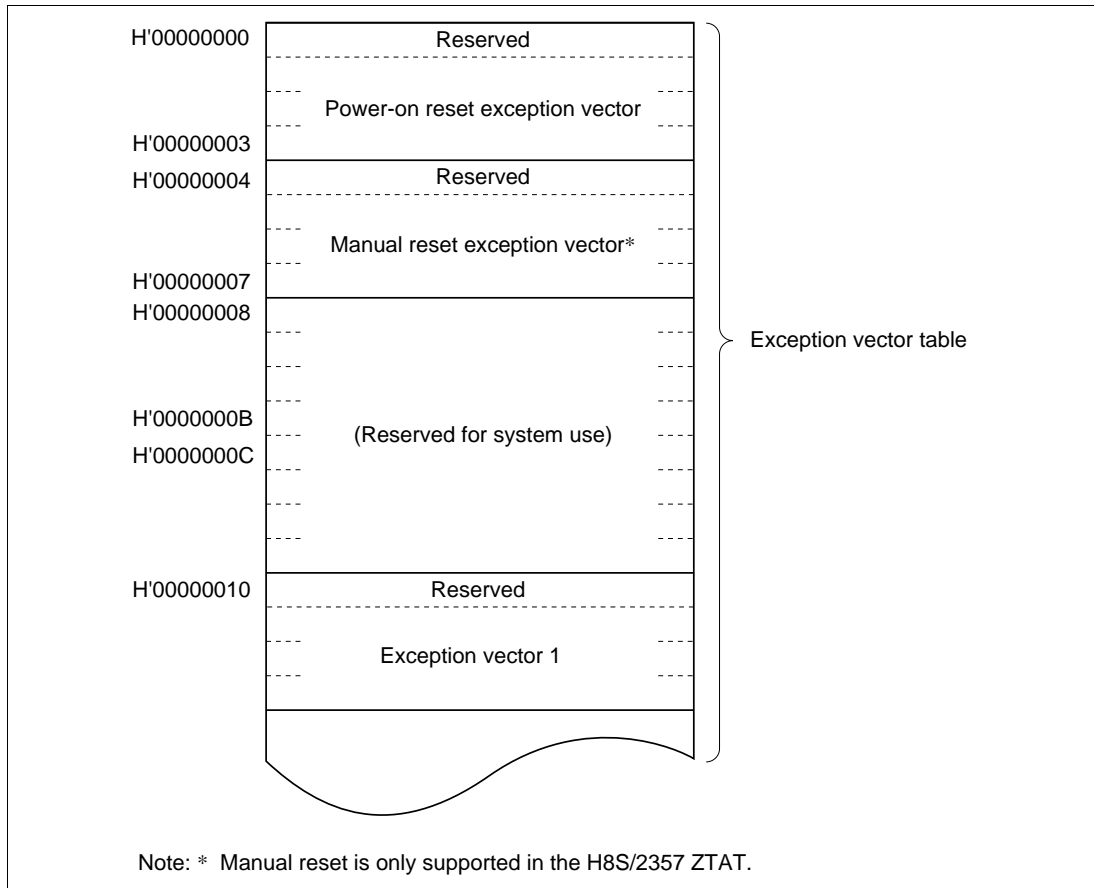 H'00000000
Reserved
Power-on reset exception vector
H'00000003
H'00000004
Reserved
Manual reset exception vector*
H'00000007
H'00000008
Exception vector table
H'0000000B
(Reserved for system use)
H'0000000C
H'00000010
Reserved
Exception vector 1
Note: * Manual reset is only supported in the H8S/2357 ZTAT.